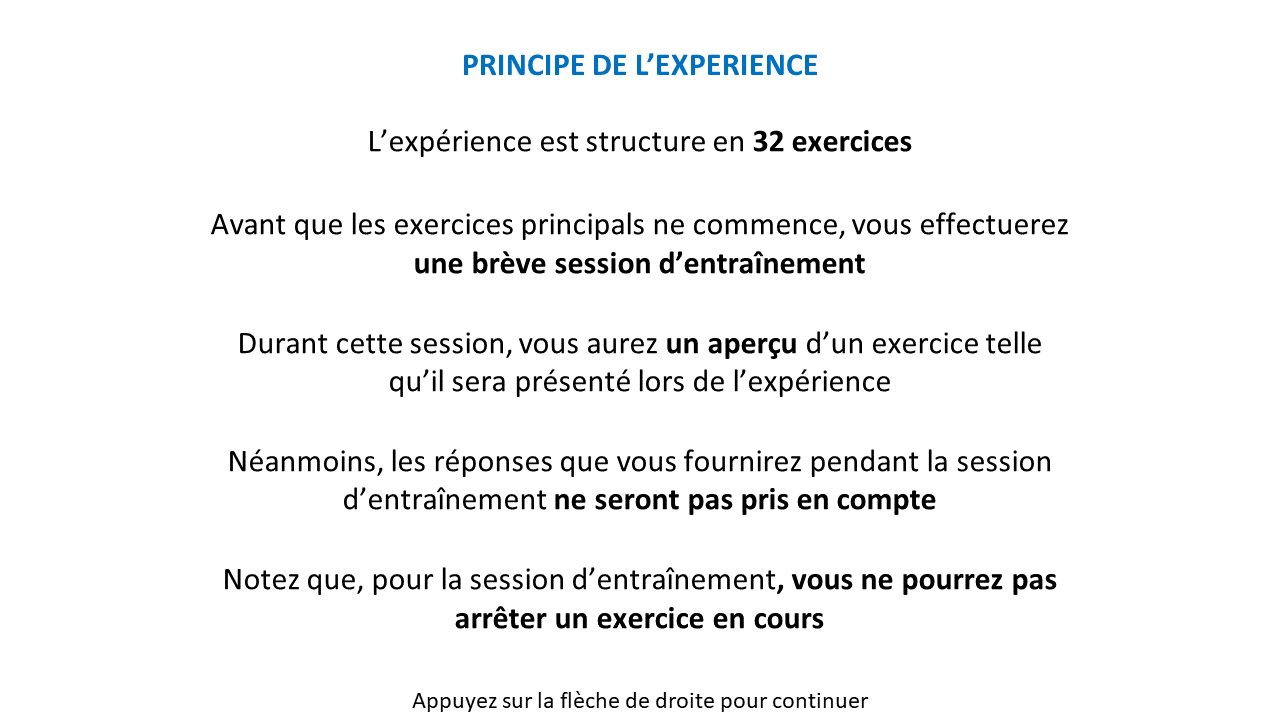 PRINCIPE DE L’EXPERIENCE
L’expérience est structure en 32 exercices
Avant que les exercices principals ne commence, vous effectuerez
une brève session d’entraînement
Durant cette session, vous aurez un aperçu d’un exercice telle
qu’il sera présenté lors de l’expérience
Néanmoins, les réponses que vous fournirez pendant la session
d’entraînement ne seront pas pris en compte
Notez que, pour la session d’entraînement, vous ne pourrez pas
arrêter un exercice en cours
Appuyez sur la flèche de droite pour continuer